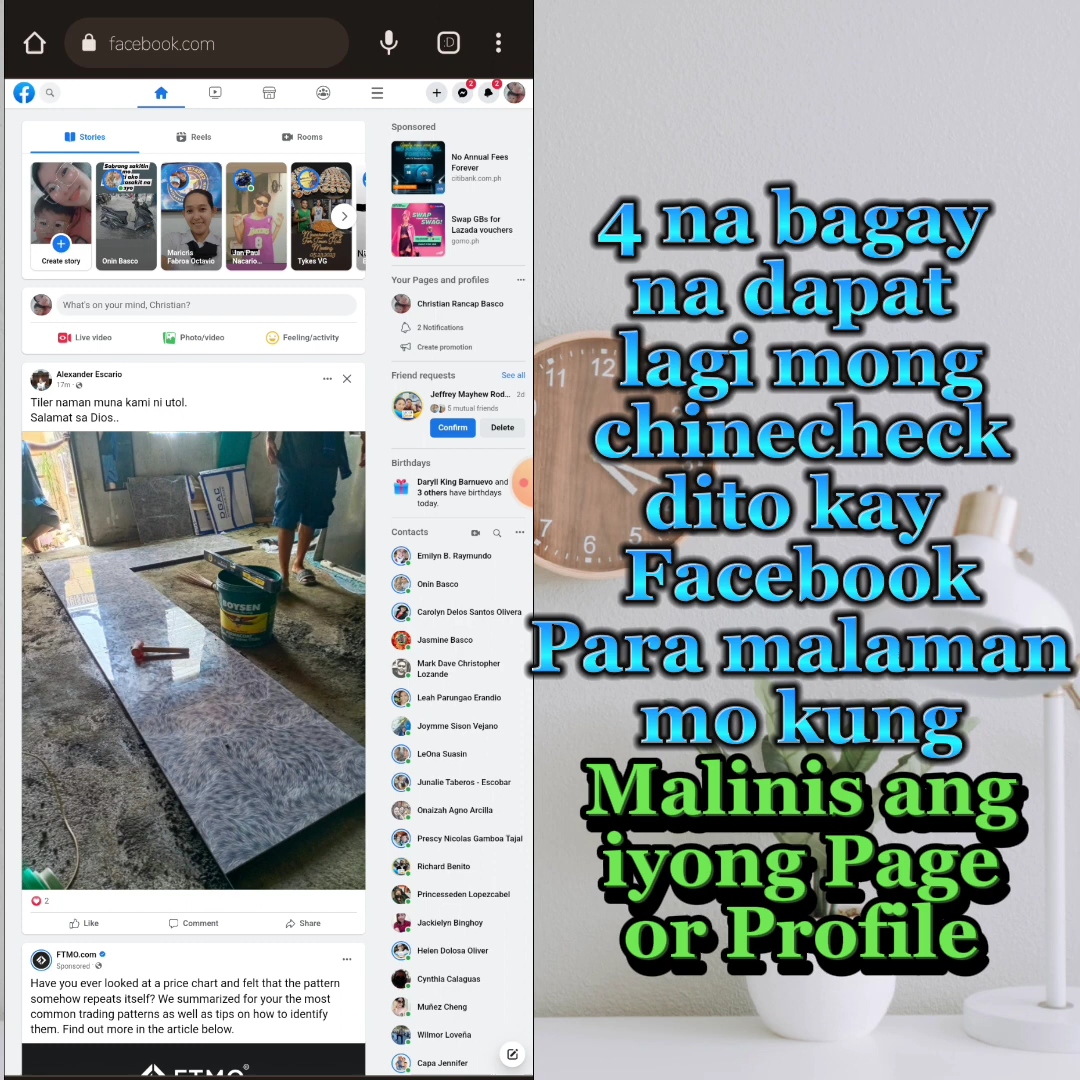 facebook.com
:D
2
2
Stories
Reels
Rooms
Create story
Onin Basco
Maricris
Fabroa Octavio
Jan Paul
Nacario...
Tykes VG
What's on your mind, Christian?
Live video
Photo/video
Feeling/activity
Alexander Escario
17m
Tiler naman muna kami ni utol.
Salamat sa Dios..
BOYSEN
2
Like
Comment
Share
FTMO.com
Sponsored
Have you ever looked at a price chart and felt that the pattern
somehow repeats itself? We summarized for your the most
common trading patterns as well as tips on how to identify
them. Find out more in the article below.
FTMO
Sponsored
No Annual Fees
Forever
citibank.com.ph
SWAP
SWAG!
Swap GBs for
Lazada vouchers
gomo.ph
Your Pages and profiles
Christian Rancap Basco
2 Notifications
Create promotion
Friend requests
See all
Jeffrey Mayhew Rod...
2d
5 mutual friends
Confirm
Delete
Birthdays
Daryll King Barnuevo and
3 others have birthdays
today.
Contacts
Emilyn B. Raymundo
Onin Basco
Carolyn Delos Santos Olivera
Jasmine Basco
Mark Dave Christopher
Lozande
Leah Parungao Erandio
Joymme Sison Vejano
LeOna Suasin
Junalie Taberos - Escobar
Onaizah Agno Arcilla
Prescy Nicolas Gamboa Tajal
Richard Benito
Princesseden Lopezcabel
Jackielyn Binghoy
Helen Dolosa Oliver
Cynthia Calaguas
Muñez Cheng
Wilmor Loveña
Capa Jennifer
4 na bagay
na dapat
lagi mong
chinecheck
dito kay
Facebook
Para malaman
mo kung
Malinis ang
iyong Page
or Profile
11
12
7
6
5